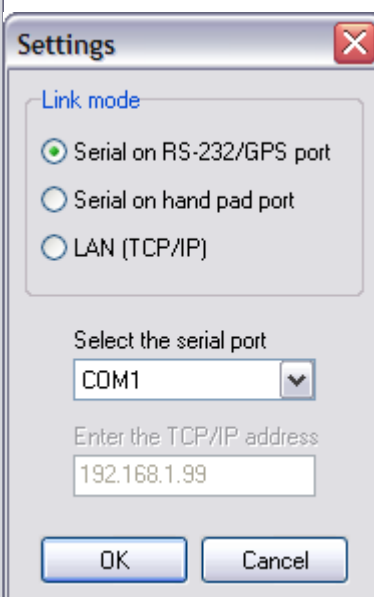 Settings
Link mode
Serial on RS-232/GPS port
Serial on hand pad port
LAN (TCP/IP)
Select the serial port
COM1
Enter the TCP/IP address
192.168.1.99
OK Cancel